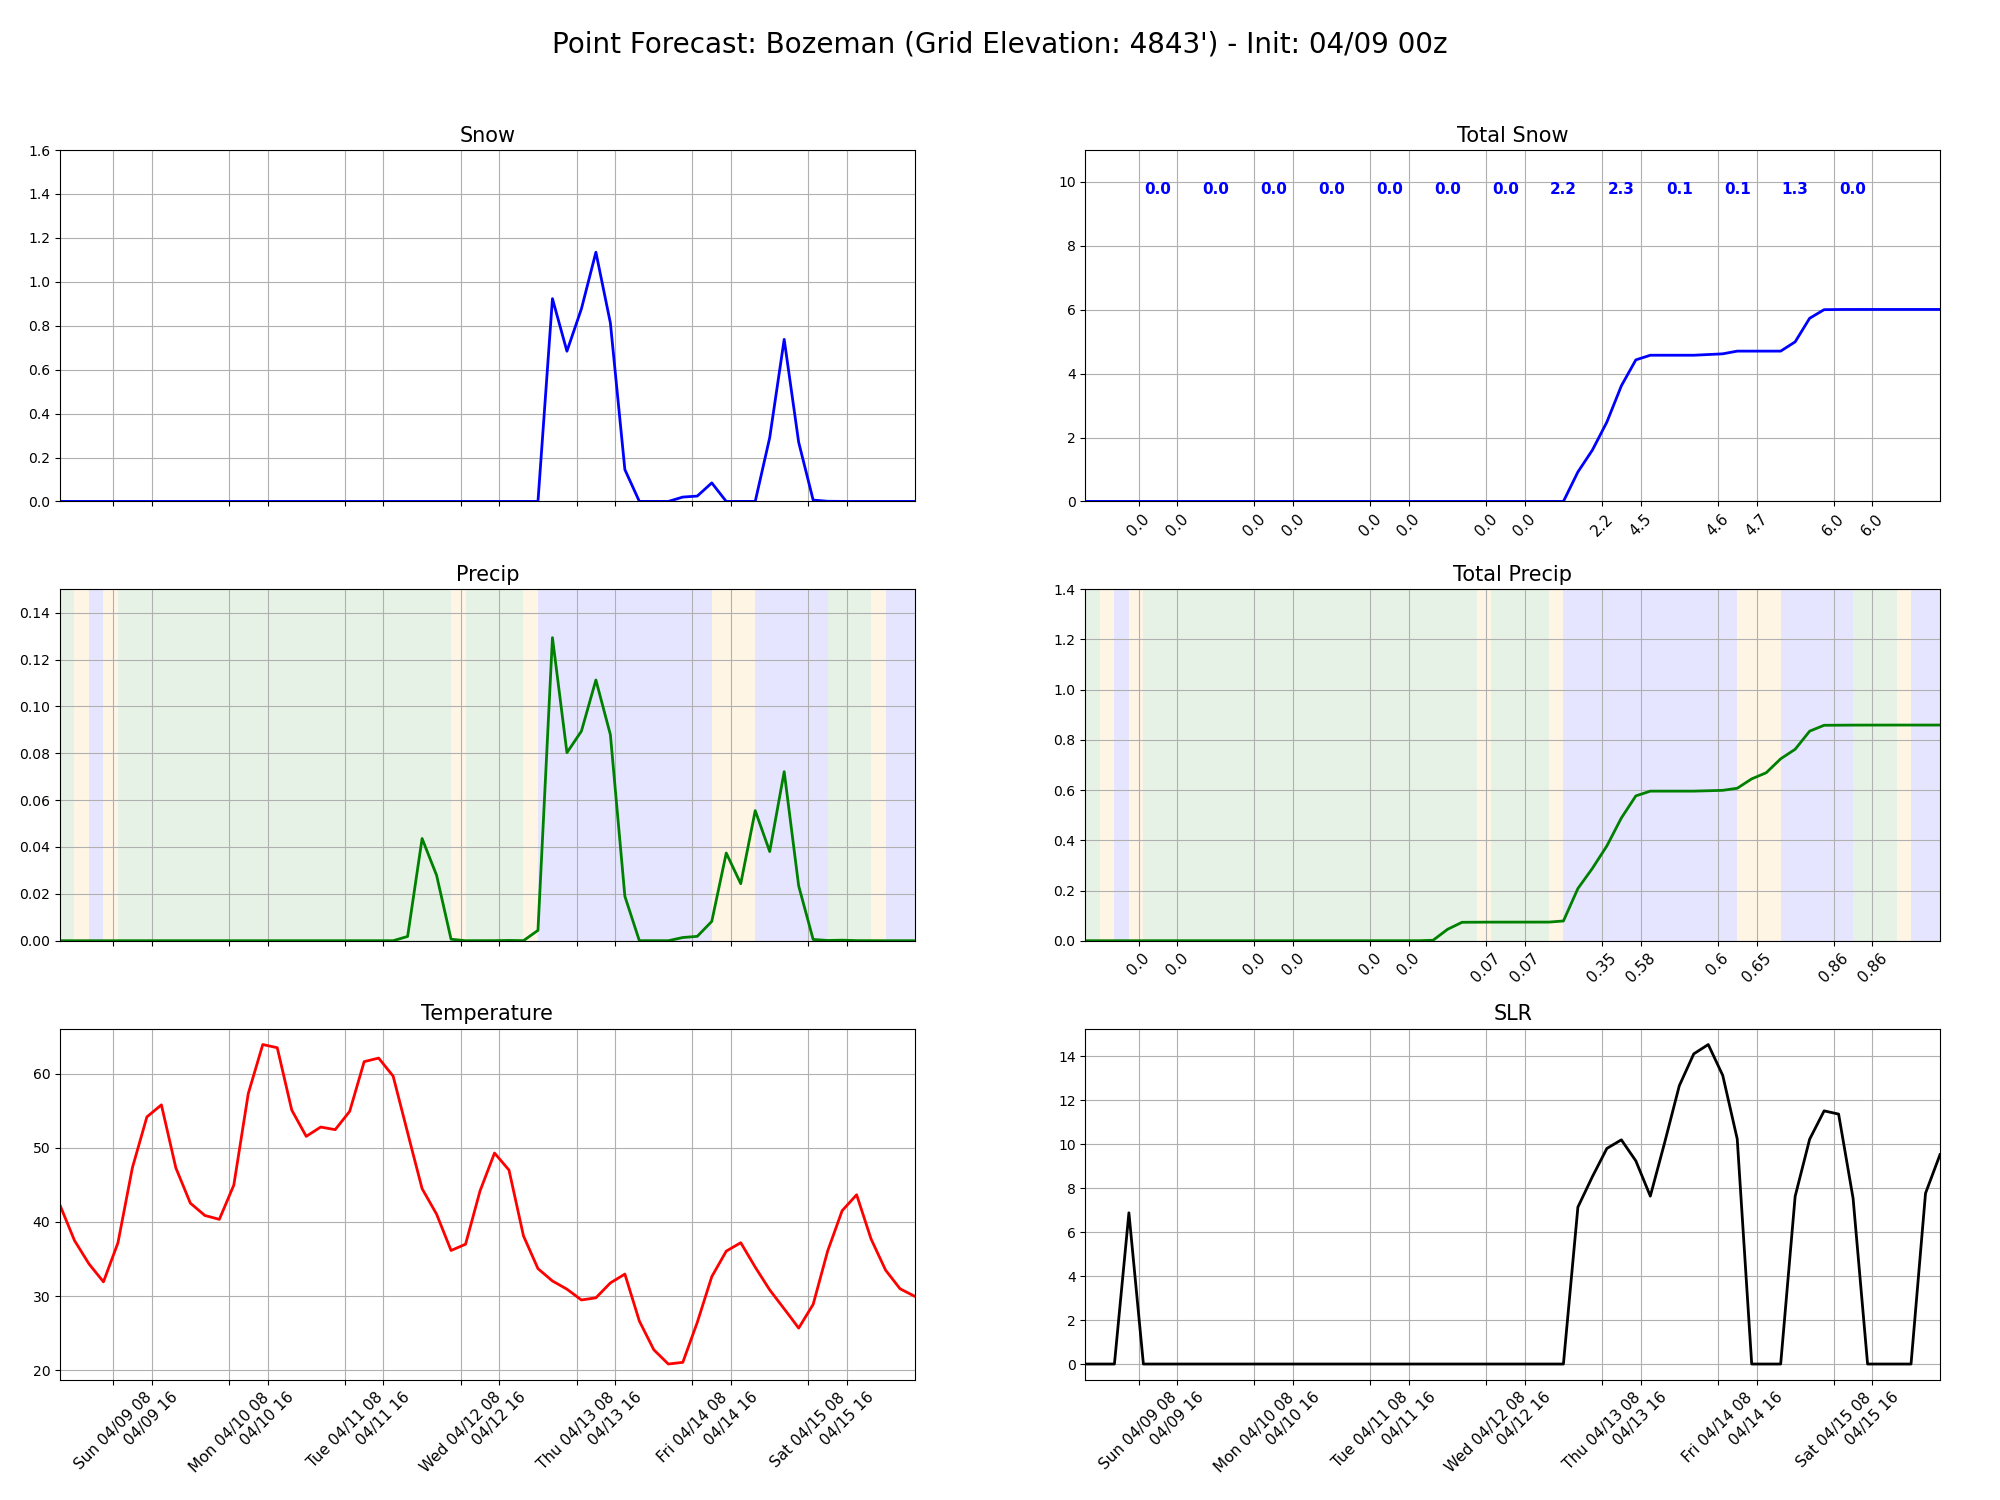 Point Forecast: Bozeman (Grid Elevation: 4843') - Init: 04/09 00z
Snow
1.6
1.4
1.2
1.0
0.8
0.6
0.4
0.2
0.0
Total Snow
10
8
6
4
2
0
0.0 0.0 0.0 0.0 0.0 0.0 0.0 2.2 2.3 0.1 0.1 1.3 0.0
0.0 0.0 0.0 0.0 0.0 0.0 0.0 0.0 2.2 4.5 4.6 4.7 6.0 6.0
Precip
0.14
0.12
0.10
0.08
0.06
0.04
0.02
0.00
Total Precip
1.4
1.2
1.0
0.8
0.6
0.4
0.2
0.0
0.0 0.0 0.0 0.0 0.0 0.0 0.07 0.07 0.35 0.58 0.6 0.65 0.86 0.86
Temperature
60
50
40
30
20
Sun 04/09 08
04/09 16
Mon 04/10 08
04/10 16
Tue 04/11 08
04/11 16
Wed 04/12 08
04/12 16
Thu 04/13 08
04/13 16
Fri 04/14 08
04/14 16
Sat 04/15 08
04/15 16
SLR
14
12
10
8
6
4
2
0
Sun 04/09 08
04/09 16
Mon 04/10 08
04/10 16
Tue 04/11 08
04/11 16
Wed 04/12 08
04/12 16
Thu 04/13 08
04/13 16
Fri 04/14 08
04/14 16
Sat 04/15 08
04/15 16